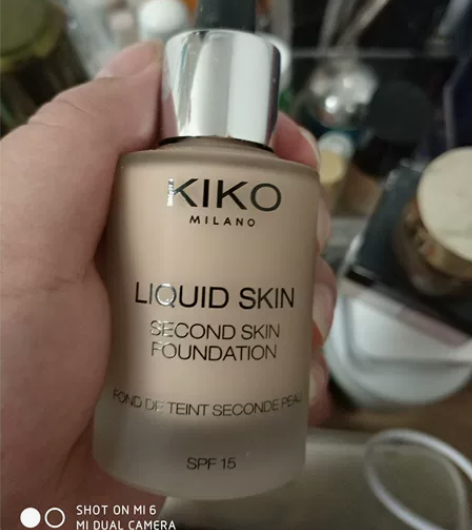 KIKO
MILANO
LIQUID SKIN
SECOND SKIN
FOUNDATION
FOND DE TEINT SECONDE PEAU
SPF 15
SHOT ON MI 6
MI DUAL CAMERA